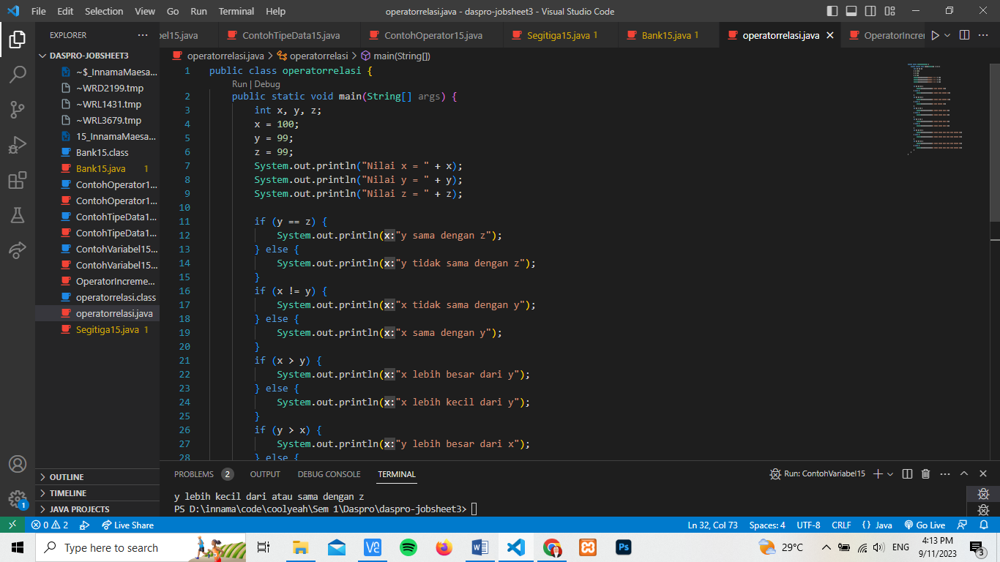 File Edit Selection View Go Run Terminal Help operatorrelasi.java - daspro-jobsheet3 - Visual Studio Code
EXPLORER
DASPRO-JOBSHEET3
~$_InnamaMaesa...
~WRD2199.tmp
~WRL1431.tmp
~WRL3679.tmp
15_InnamaMaesa...
Bank15.class
Bank15.java 1
ContohOperator1...
ContohOperator1...
ContohTipeData1...
ContohTipeData1...
ContohVariabel15...
ContohVariabel15...
OperatorIncreme...
operatorrelasi.class
operatorrelasi.java
Segitiga15.java 1
OUTLINE
TIMELINE
JAVA PROJECTS
bel15.java ContohTipeData15.java ContohOperator15.java Segitiga15.java 1 Bank15.java 1 operatorrelasi.java OperatorIncre
operatorrelasi.java > operatorrelasi > main(String[])
1 public class operatorrelasi {
Run | Debug
2 public static void main(String[] args) {
3 int x, y, z;
4 x = 100;
5 y = 99;
6 z = 99;
7 System.out.println("Nilai x = " + x);
8 System.out.println("Nilai y = " + y);
9 System.out.println("Nilai z = " + z);
10
11 if (y == z) {
12 System.out.println(x:"y sama dengan z");
13 } else {
14 System.out.println(x:"y tidak sama dengan z");
15 }
16 if (x != y) {
17 System.out.println(x:"x tidak sama dengan y");
18 } else {
19 System.out.println(x:"x sama dengan y");
20 }
21 if (x > y) {
22 System.out.println(x:"x lebih besar dari y");
23 } else {
24 System.out.println(x:"x lebih kecil dari y");
25 }
26 if (y > x) {
27 System.out.println(x:"y lebih besar dari x");
28 } else {
PROBLEMS 2 OUTPUT DEBUG CONSOLE TERMINAL Run: ContohVariabel15
y lebih kecil dari atau sama dengan z
PS D:\innama\code\coolyeah\Sem 1\Daspro\daspro-jobsheet3>
1
0 2 Live Share Ln 32, Col 73 Spaces: 4 UTF-8 CRLF {} Java Go Live
Type here to search 29°C ENG 4:13 PM
9/11/2023 3